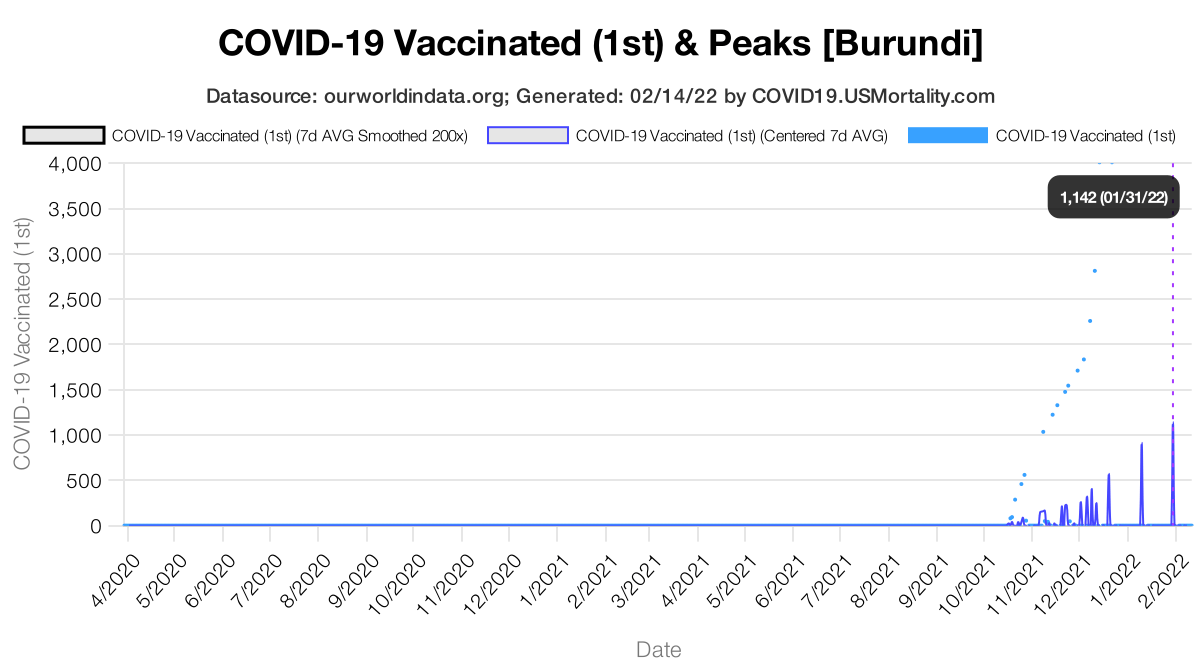 COVID-19 Vaccinated (1st) & Peaks [Burundi]
Datasource: ourworldindata.org; Generated: 02/14/22 by COVID19.USMortality.com
COVID-19 Vaccinated (1st) (7d AVG Smoothed 200x) COVID-19 Vaccinated (1st) (Centered 7d AVG) COVID-19 Vaccinated (1st)
COVID-19 Vaccinated (1st)
4,000
3,500
3,000
2,500
2,000
1,500
1,000
500
0
1,142 (01/31/22)
4/2020 5/2020 6/2020 7/2020 8/2020 9/2020 10/2020 11/2020 12/2020 1/2021 2/2021 3/2021 4/2021 5/2021 6/2021 7/2021 8/2021 9/2021 10/2021 11/2021 12/2021 1/2022 2/2022
Date